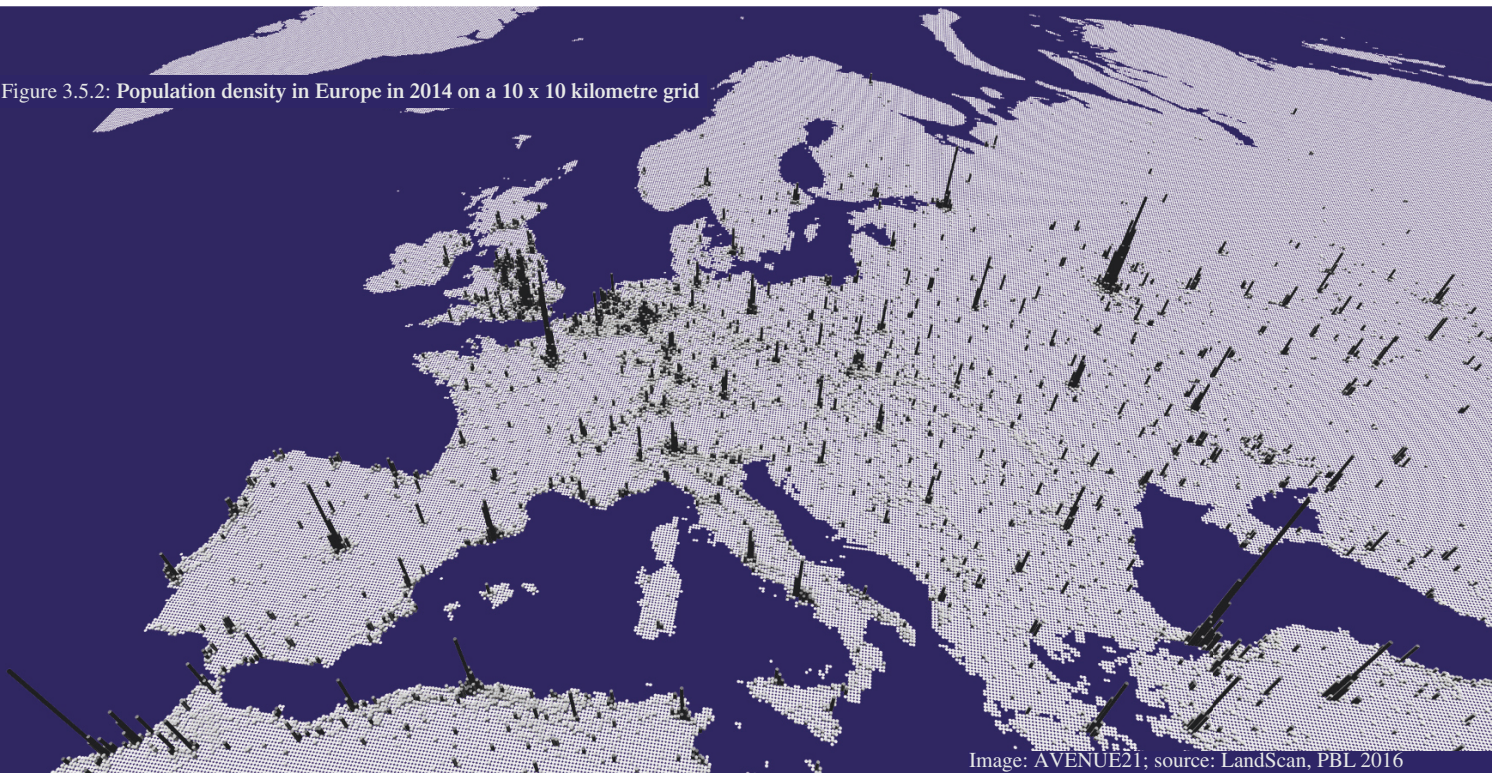 Figure 3.5.2: Population density in Europe in 2014 on a 10 x 10 kilometre grid
Image: AVENUE21; source: LandScan, PBL 2016